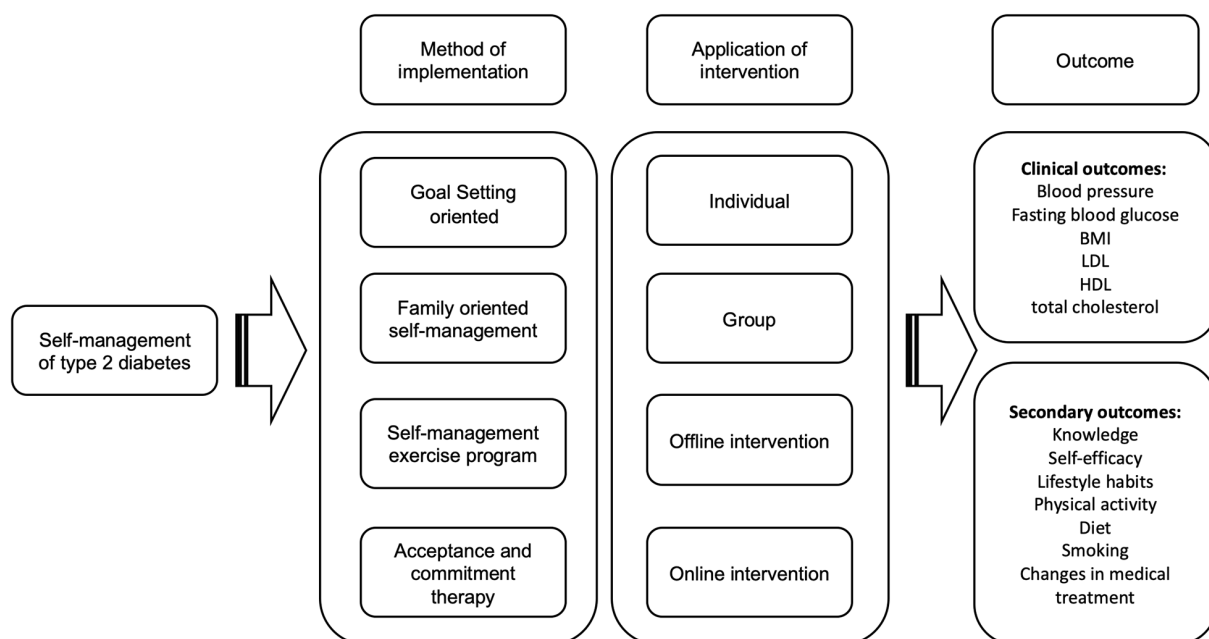 Method of
implementation
Application of
intervention
Outcome
Self-management
of type 2 diabetes
Goal Setting
oriented
Family oriented
self-management
Self-management
exercise program
Acceptance and
commitment
therapy
Individual
Group
Offline intervention
Online intervention
Clinical outcomes:
Blood pressure
Fasting blood glucose
BMI
LDL
HDL
total cholesterol
Secondary outcomes:
Knowledge
Self-efficacy
Lifestyle habits
Physical activity
Diet
Smoking
Changes in medical
treatment